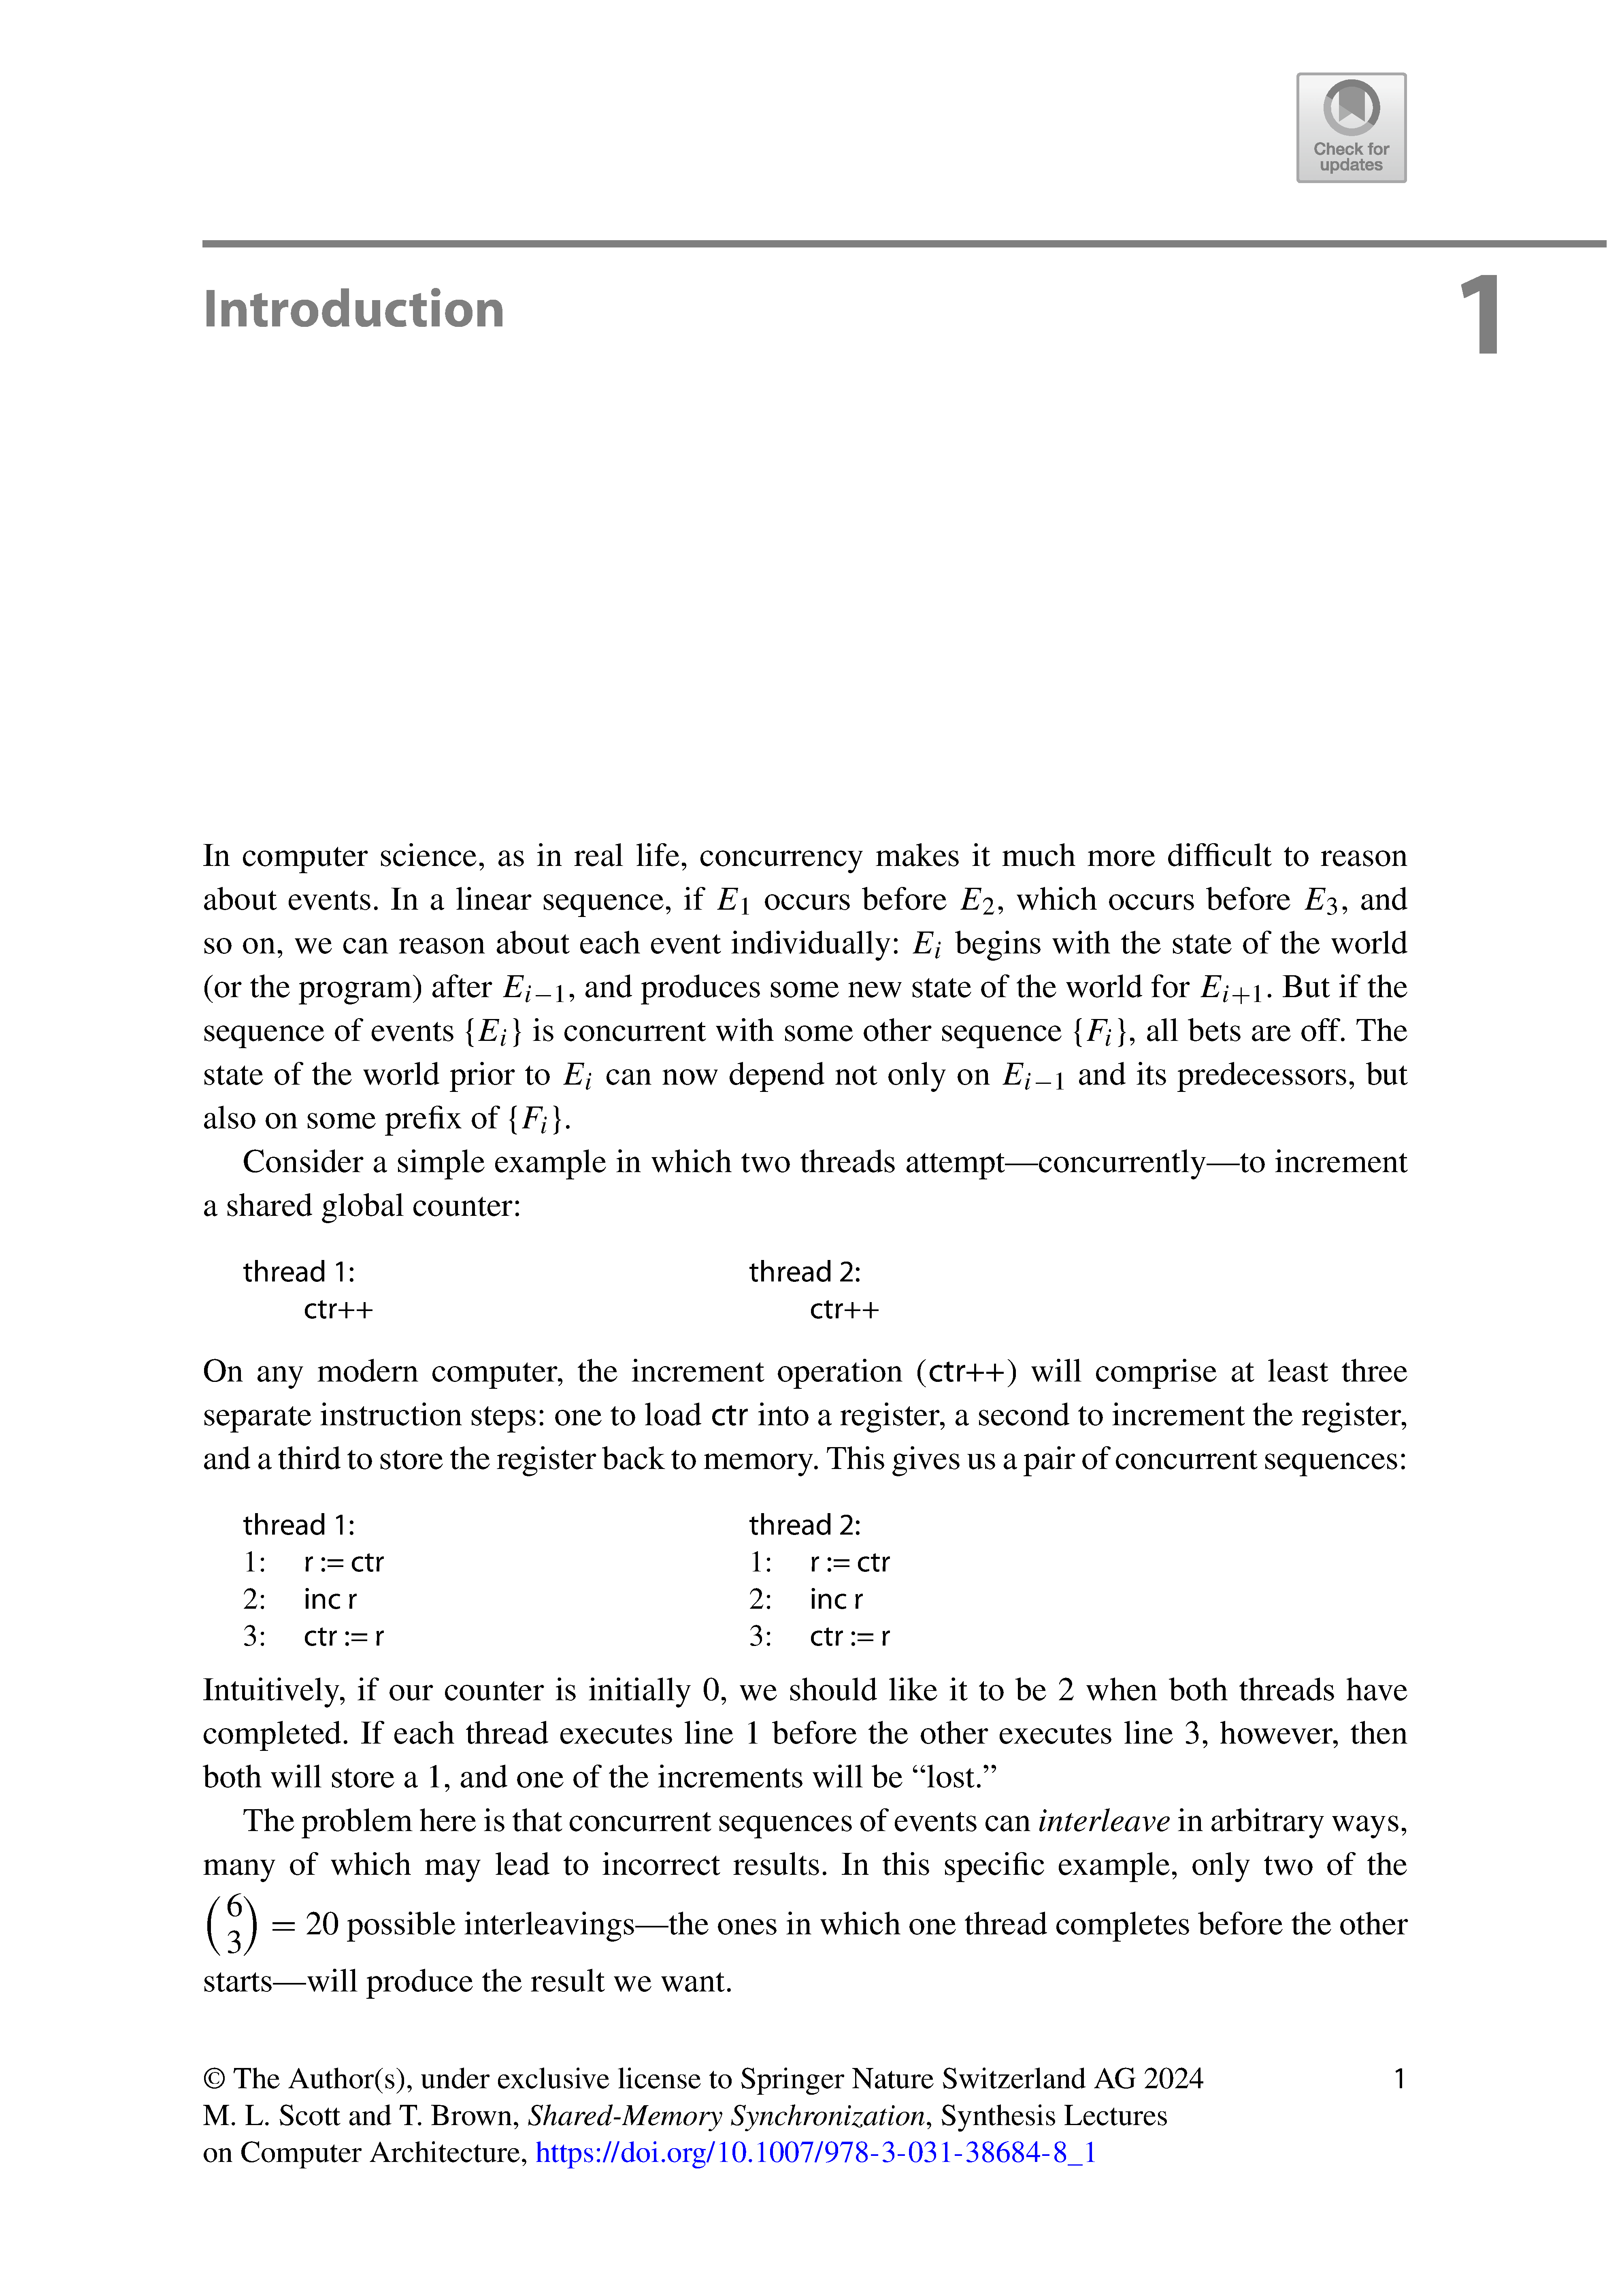 Check for
updates
Introduction
1
In computer science, as in real life, concurrency makes it much more difficult to reason
about events. In a linear sequence, if E1 occurs before E2, which occurs before E3, and
so on, we can reason about each event individually: Ei begins with the state of the world
(or the program) after Ei−1, and produces some new state of the world for Ei+1. But if the
sequence of events {Ei} is concurrent with some other sequence {Fi}, all bets are off. The
state of the world prior to Ei can now depend not only on Ei−1 and its predecessors, but
also on some prefix of {Fi}.
Consider a simple example in which two threads attempt—concurrently—to increment
a shared global counter:
thread 1: thread 2:
ctr++ ctr++
On any modern computer, the increment operation (ctr++) will comprise at least three
separate instruction steps: one to load ctr into a register, a second to increment the register,
and a third to store the register back to memory. This gives us a pair of concurrent sequences:
thread 1: thread 2:
1: r := ctr 1: r := ctr
2: inc r 2: inc r
3: ctr := r 3: ctr := r
Intuitively, if our counter is initially 0, we should like it to be 2 when both threads have
completed. If each thread executes line 1 before the other executes line 3, however, then
both will store a 1, and one of the increments will be “lost.”
The problem here is that concurrent sequences of events can interleave in arbitrary ways,
many of which may lead to incorrect results. In this specific example, only two of the
(6 3) = 20 possible interleavings—the ones in which one thread completes before the other
starts—will produce the result we want.
© The Author(s), under exclusive license to Springer Nature Switzerland AG 2024 1
M. L. Scott and T. Brown, Shared-Memory Synchronization, Synthesis Lectures
on Computer Architecture, https://doi.org/10.1007/978-3-031-38684-8_1